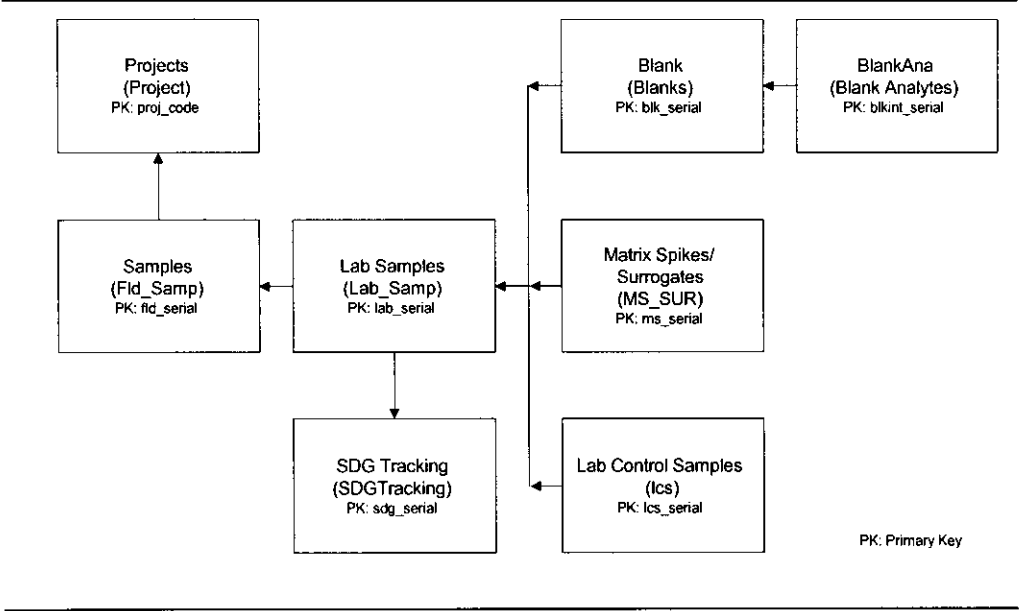 Projects
(Project)
PK: proj_code
Blank
(Blanks)
PK: blk_serial
BlankAna
(Blank Analytes)
PK: blkint_serial
Samples
(Fld_Samp)
PK: fld_serial
Lab Samples
(Lab_Samp)
PK: lab_serial
Matrix Spikes/
Surrogates
(MS_SUR)
PK: ms_serial
SDG Tracking
(SDGTracking)
PK: sdg_serial
Lab Control Samples
(lcs)
PK: lcs_serial
PK: Primary Key